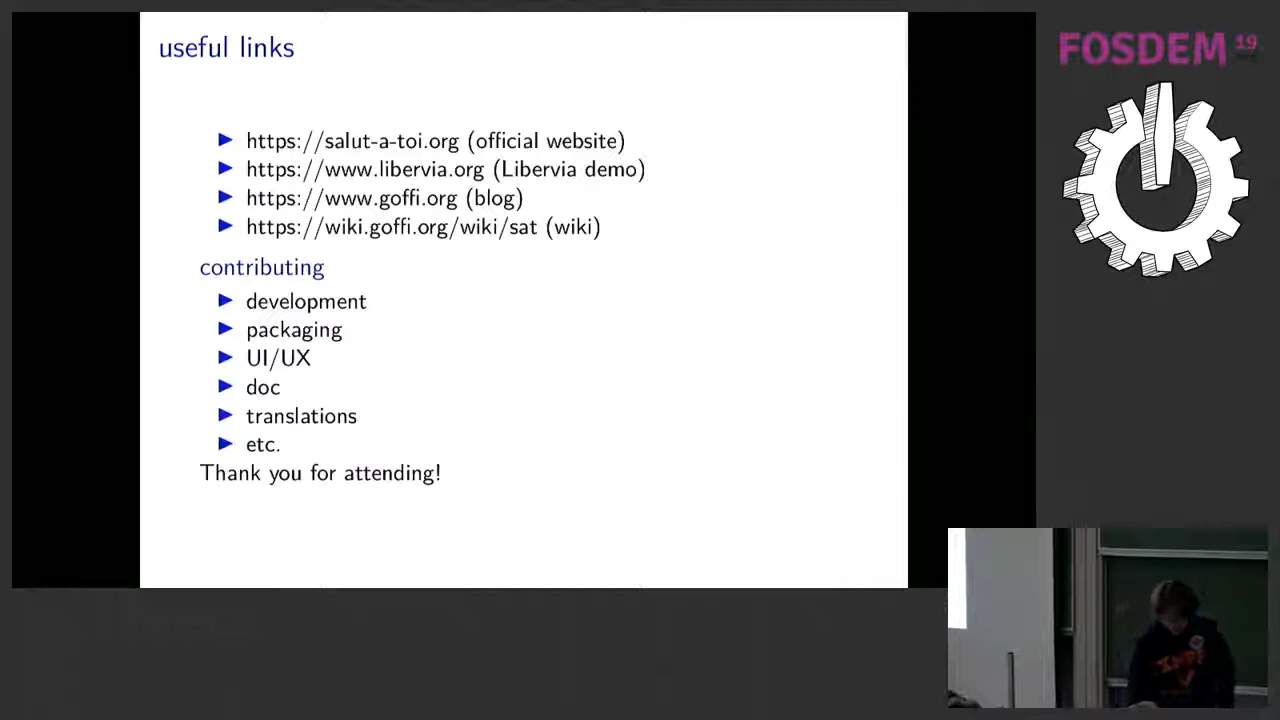 useful links
https://salut-a-toi.org (official website)
https://www.libervia.org (Libervia demo)
https://www.goffi.org (blog)
https://wiki.goffi.org/wiki/sat (wiki)
contributing
development
packaging
UI/UX
doc
translations
etc.
Thank you for attending!
FOSDEM 19